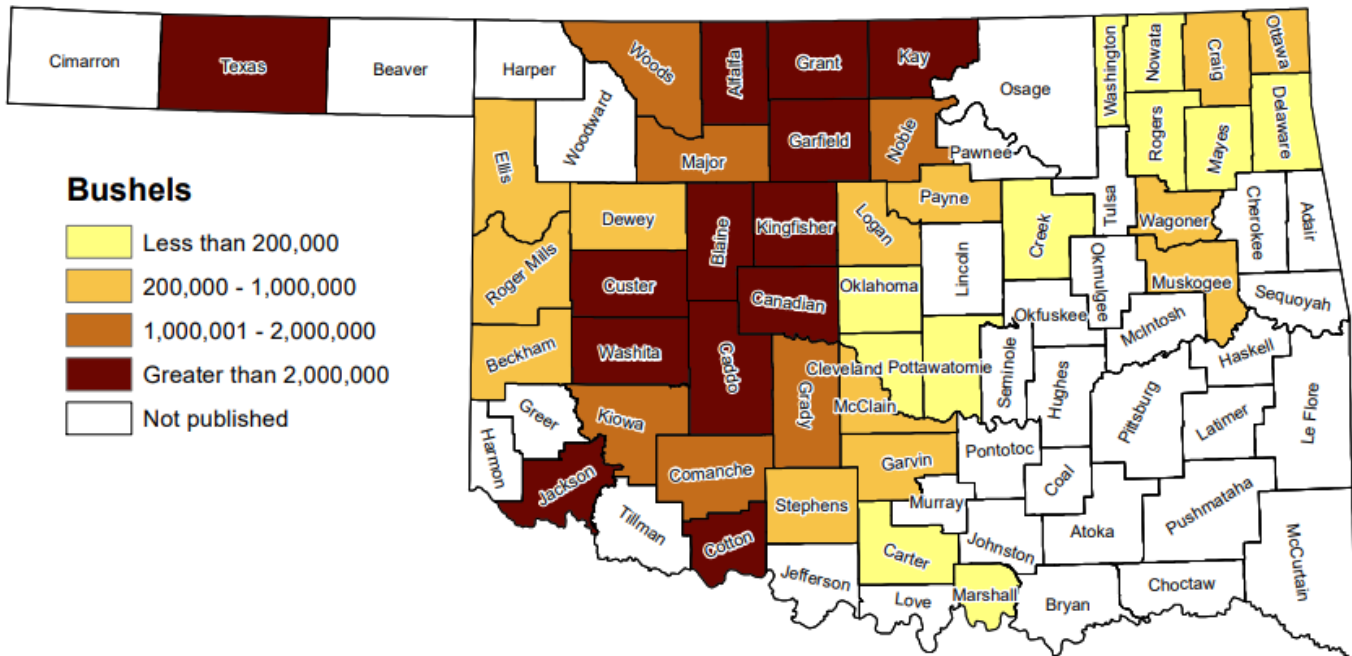 Cimarron
Texas
Beaver
Harper
Woods
Alfalfa
Grant
Kay
Osage
Washington
Nowata
Craig
Ottawa
Woodward
Ellis
Major
Garfield
Noble
Pawnee
Rogers
Mayes
Delaware
Bushels
Less than 200,000
200,000 - 1,000,000
1,000,001 - 2,000,000
Greater than 2,000,000
Not published
Dewey
Blaine
Kingfisher
Logan
Payne
Creek
Tulsa
Wagoner
Cherokee
Adair
Roger Mills
Custer
Canadian
Oklahoma
Lincoln
Okmulgee
Muskogee
Sequoyah
Okfuskee
McIntosh
Beckham
Washita
Caddo
Grady
Cleveland
Pottawatomie
Seminole
Hughes
Haskell
McClain
Pittsburg
Latimer
Le Flore
Harmon
Greer
Kiowa
Comanche
Garvin
Pontotoc
Coal
Jackson
Stephens
Murray
Pushmataha
Tillman
Cotton
Carter
Johnston
Atoka
McCurtain
Jefferson
Love
Marshall
Bryan
Choctaw